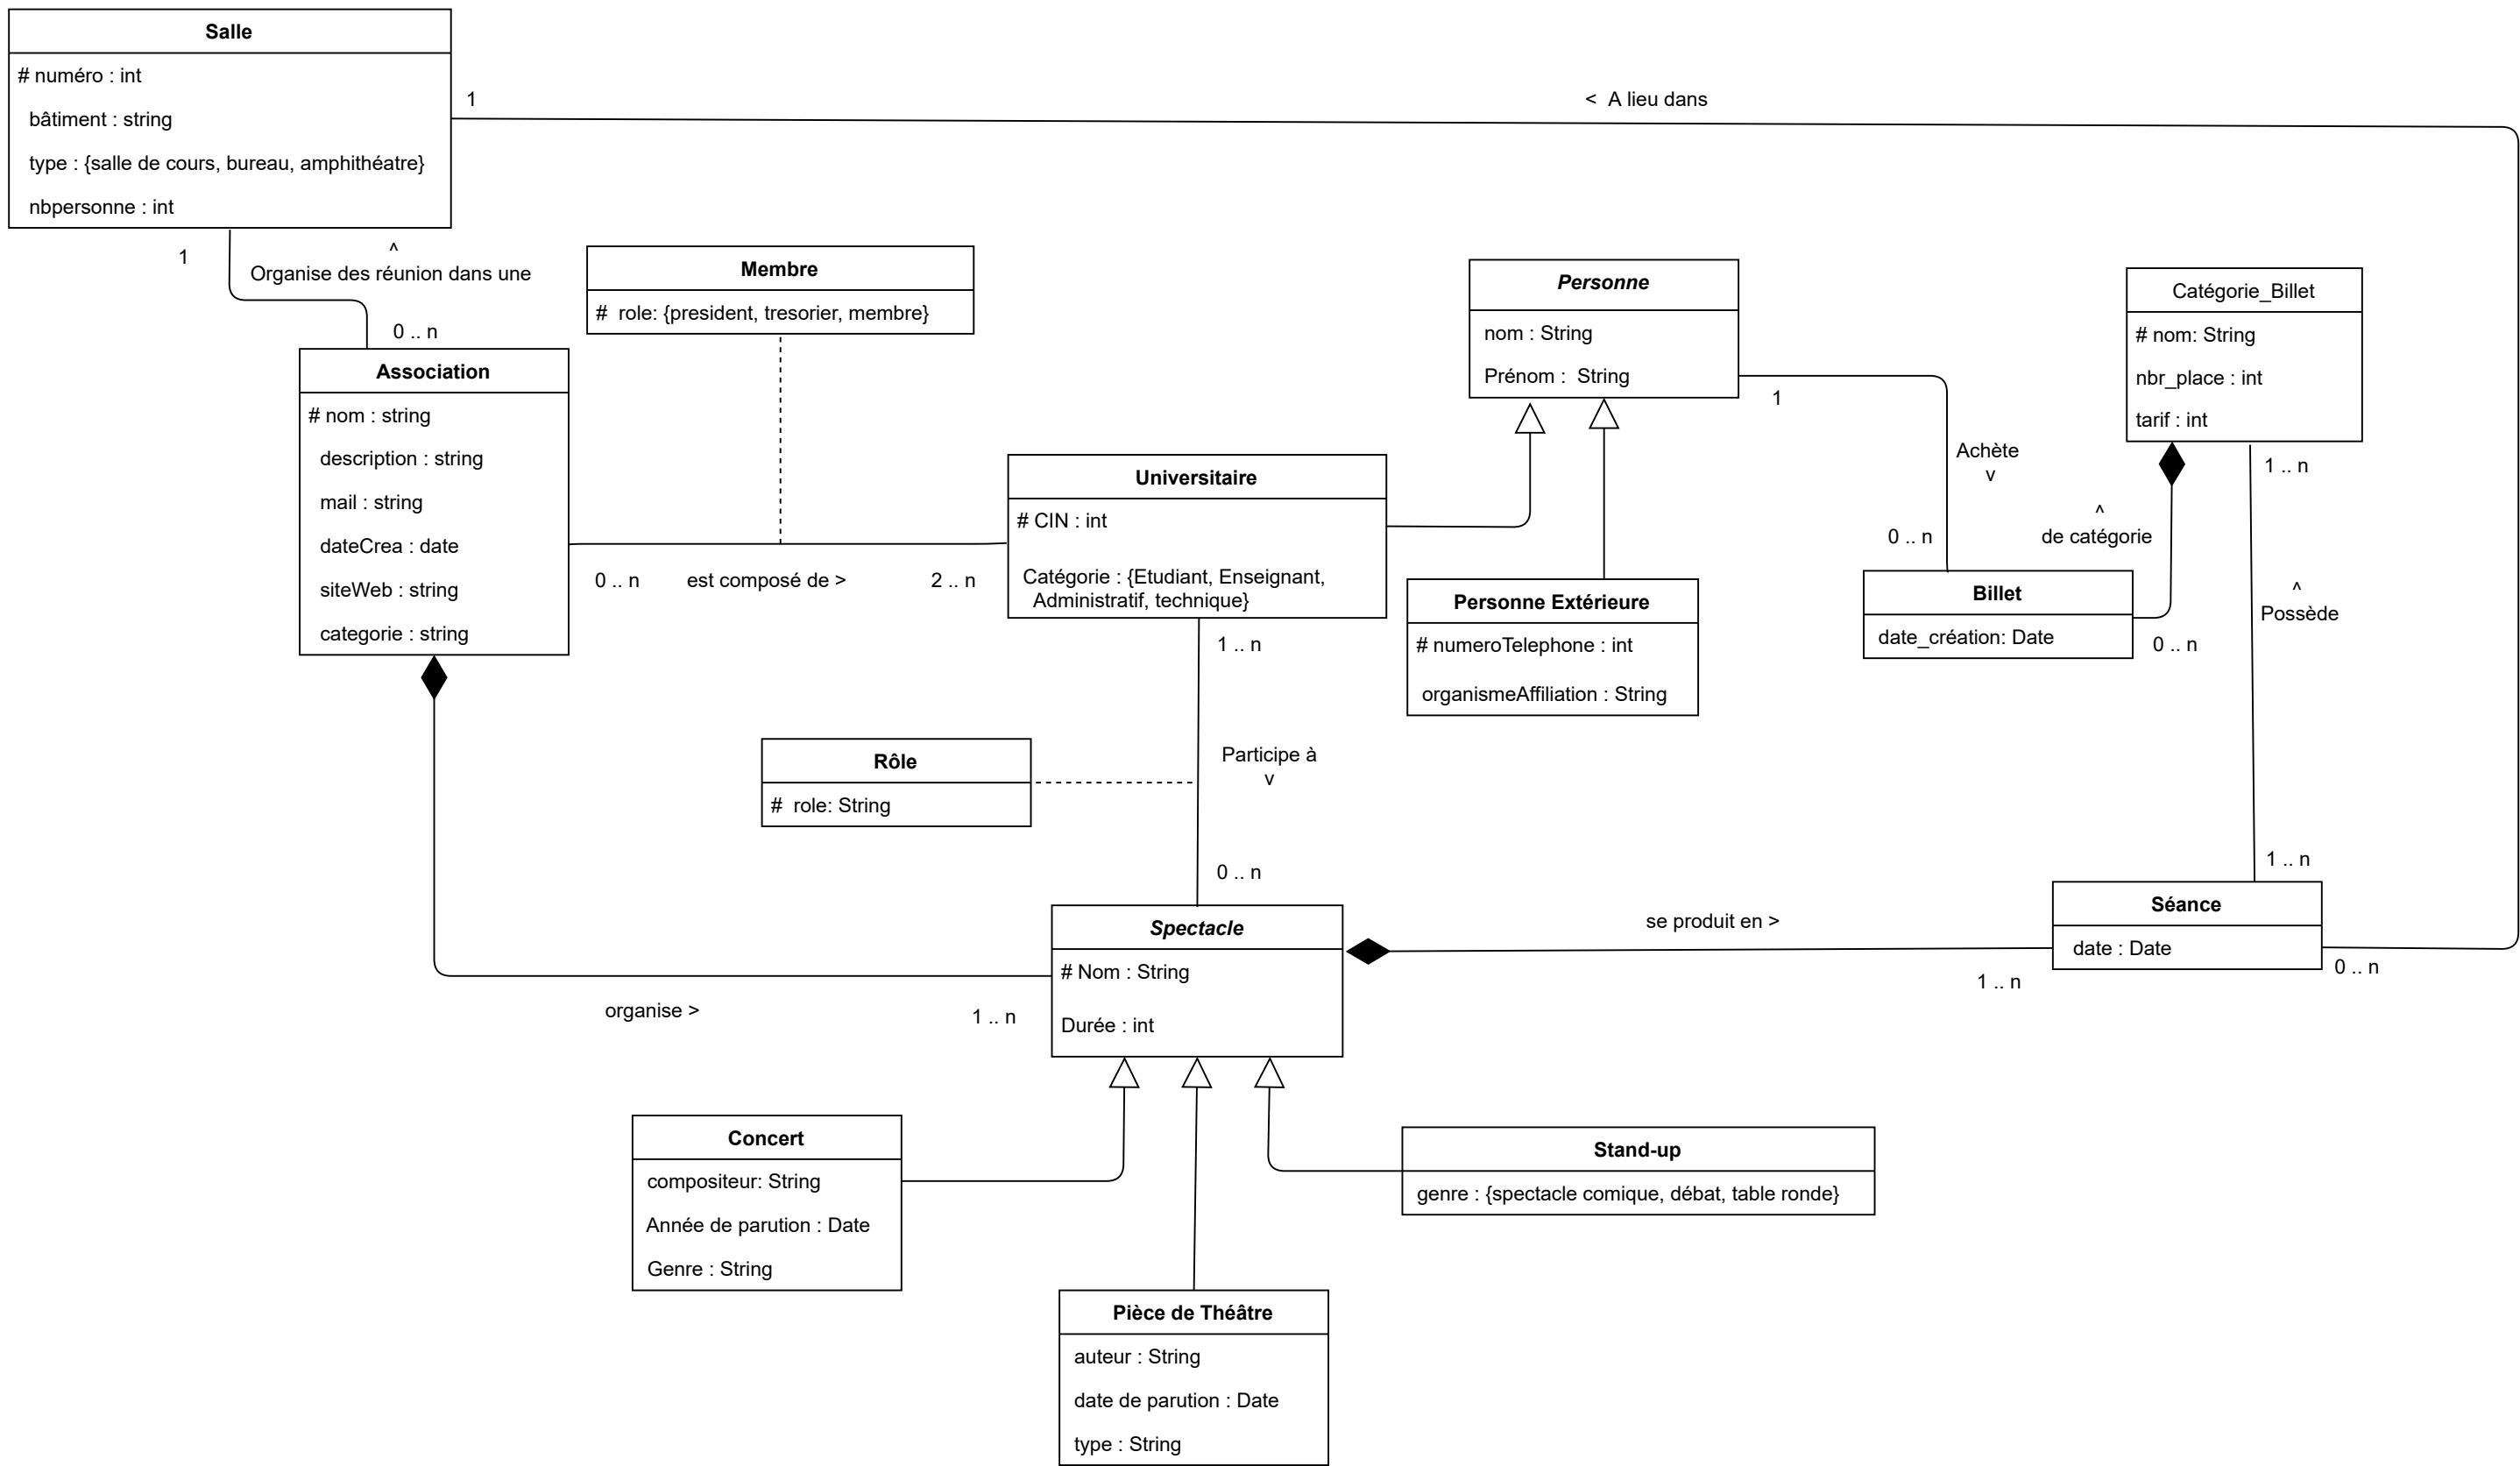 Salle
# numéro : int
bâtiment : string
type : {salle de cours, bureau, amphithéatre}
nbpersonne : int
1
< A lieu dans
1
^
Organise des réunion dans une
0 .. n
Membre
# role: {president, tresorier, membre}
Personne
nom : String
Prénom : String
Catégorie_Billet
# nom: String
nbr_place : int
tarif : int
Association
# nom : string
description : string
mail : string
dateCrea : date
siteWeb : string
categorie : string
0 .. n
est composé de >
2 .. n
Universitaire
# CIN : int
Catégorie : {Etudiant, Enseignant,
Administratif, technique}
Personne Extérieure
# numeroTelephone : int
organismeAffiliation : String
1
Achète
v
0 .. n
Billet
date_création: Date
^
de catégorie
0 .. n
1 .. n
^
Possède
1 .. n
1 .. n
Participe à
v
0 .. n
Rôle
# role: String
Spectacle
# Nom : String
Durée : int
organise >
1 .. n
se produit en >
1 .. n
Séance
date : Date
0 .. n
Concert
compositeur: String
Année de parution : Date
Genre : String
Stand-up
genre : {spectacle comique, débat, table ronde}
Pièce de Théâtre
auteur : String
date de parution : Date
type : String